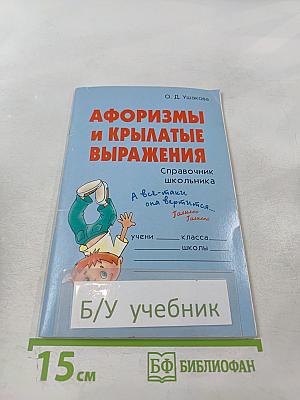 О. Д. Ушакова
АФОРИЗМЫ
и КРЫЛАТЫЕ
ВЫРАЖЕНИЯ
Справочник
школьника
А всё-таки
она вертится...
Галилео
Галилей
учени класса
школы
Б/У учебник
15 см
БФ БИБЛИОФАН